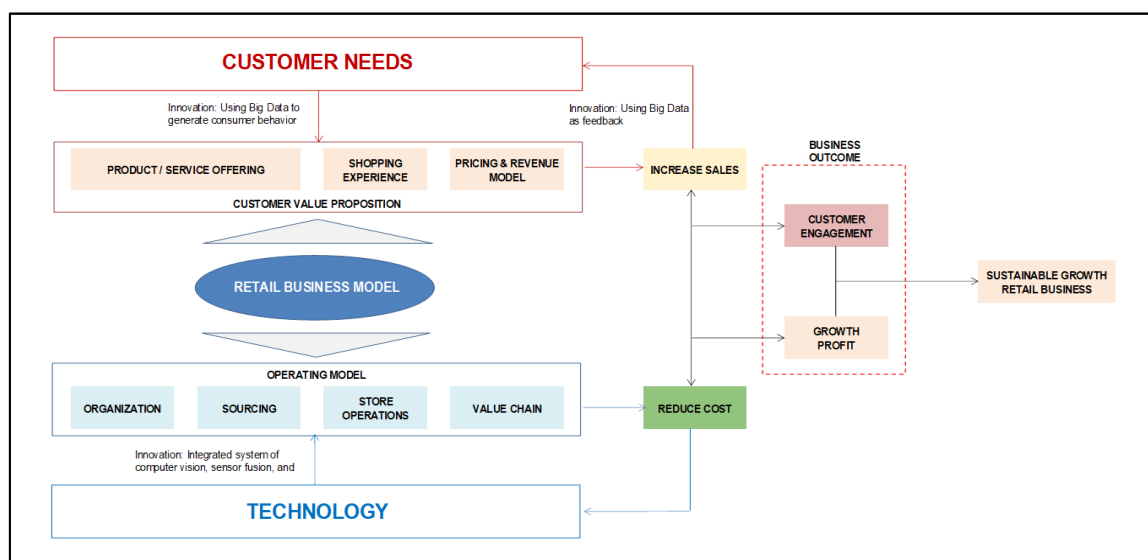 CUSTOMER NEEDS
Innovation: Using Big Data to
generate consumer behavior
Innovation: Using Big Data
as feedback
PRODUCT / SERVICE OFFERING
SHOPPING
EXPERIENCE
PRICING & REVENUE
MODEL
CUSTOMER VALUE PROPOSITION
INCREASE SALES
BUSINESS
OUTCOME
CUSTOMER
ENGAGEMENT
RETAIL BUSINESS MODEL
SUSTAINABLE GROWTH
RETAIL BUSINESS
GROWTH
PROFIT
OPERATING MODEL
ORGANIZATION
SOURCING
STORE
OPERATIONS
VALUE CHAIN
REDUCE COST
Innovation: Integrated system of
computer vision, sensor fusion, and
TECHNOLOGY